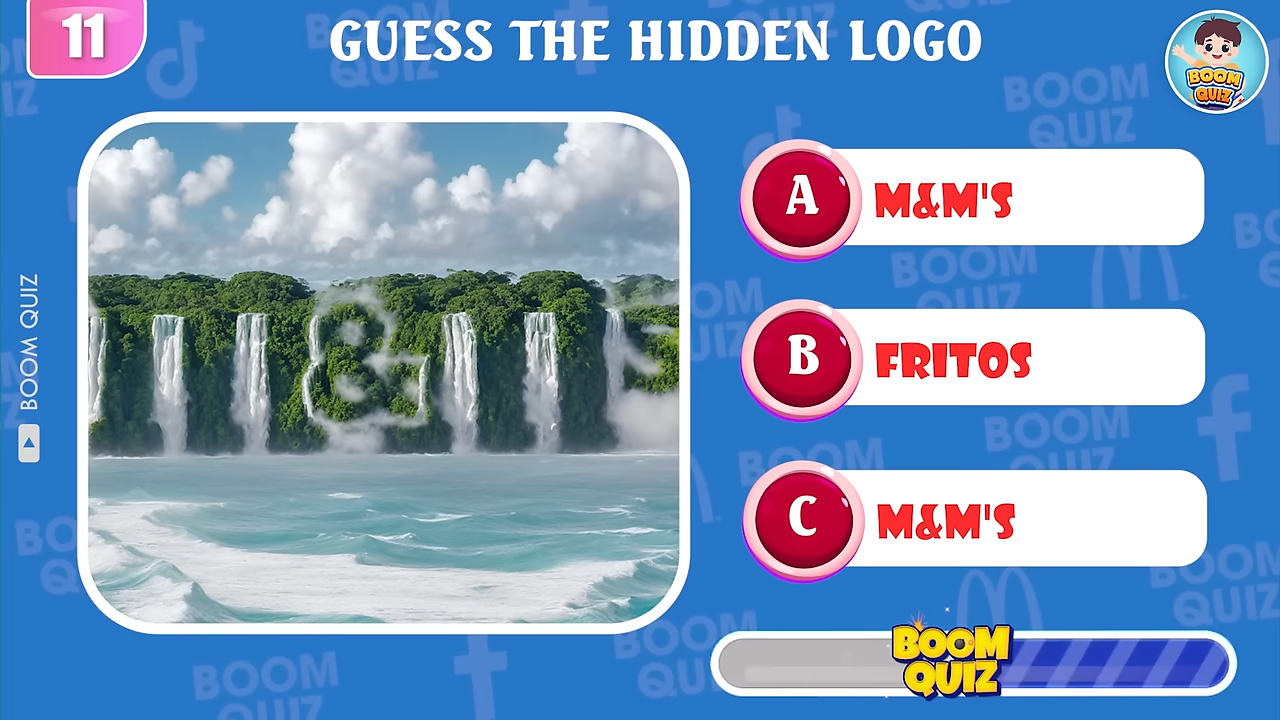 11
GUESS THE HIDDEN LOGO
BOOM
QUIZ
BOOM QUIZ
&
A
M&M'S
B
FRITOS
C
M&M'S
BOOM
QUIZ